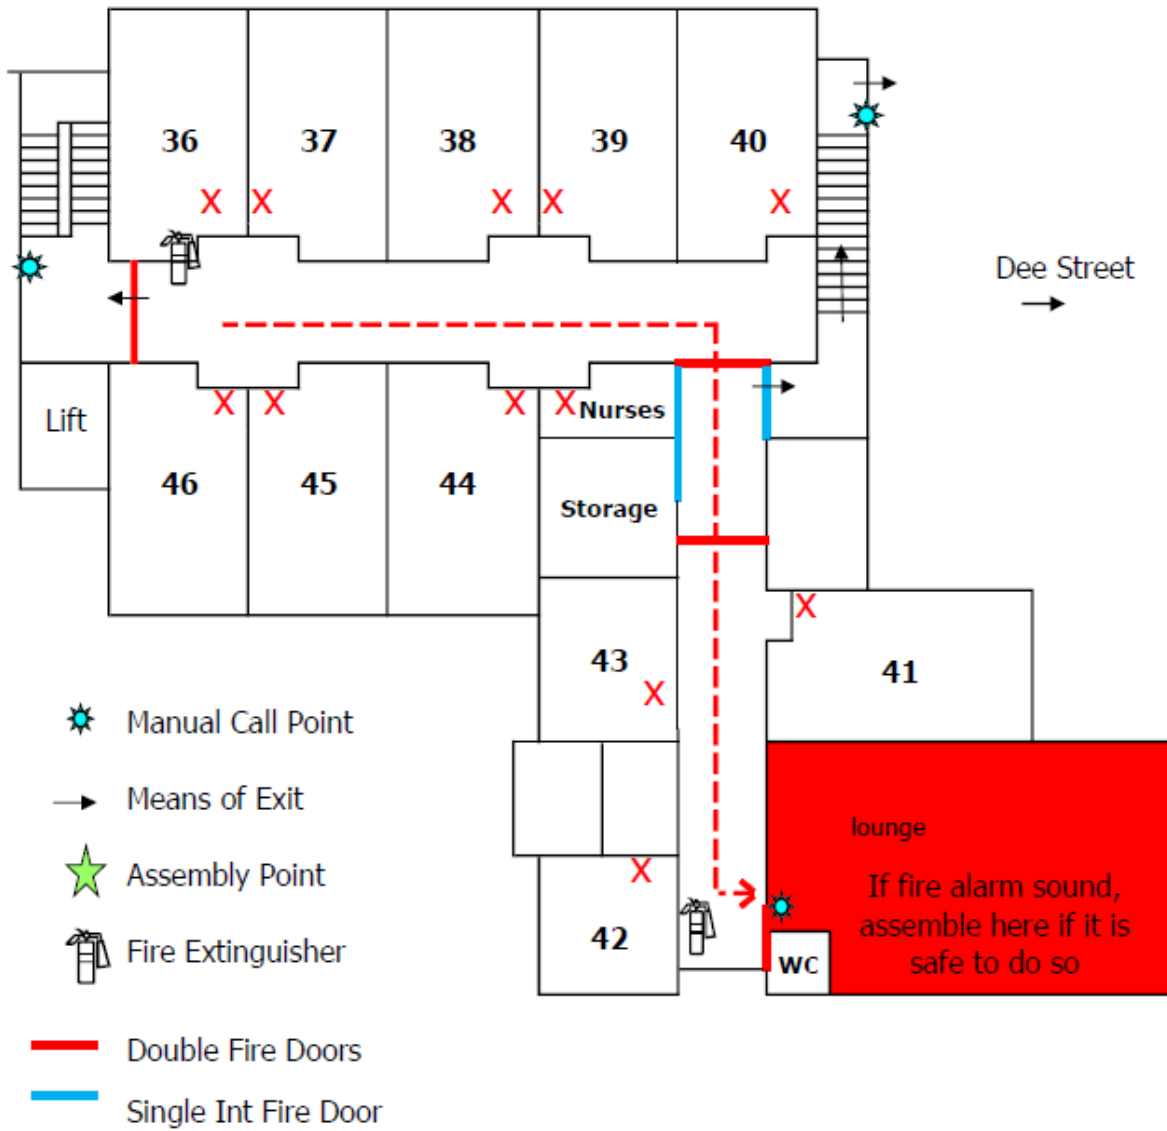 36
37
38
39
40
X
X
X
X
X
Dee Street
X
X
X
X
Nurses
Lift
46
45
44
Storage
X
43
41
X
Manual Call Point
Means of Exit
lounge
X
Assembly Point
If fire alarm sound,
assemble here if it is
safe to do so
42
Fire Extinguisher
WC
Double Fire Doors
Single Int Fire Door